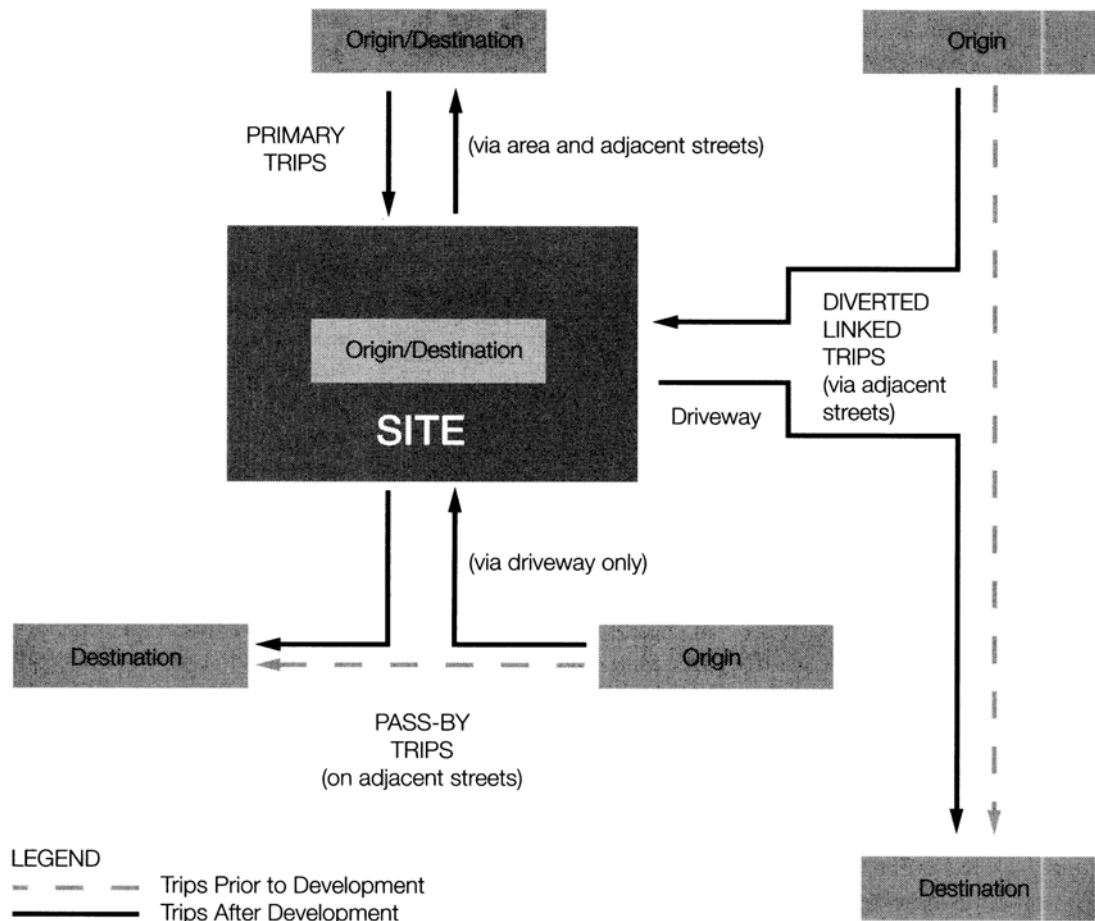 Origin/Destination
Origin
PRIMARY
TRIPS
(via area and adjacent streets)
DIVERTED
LINKED
TRIPS
(via adjacent
streets)
Origin/Destination
SITE
Driveway
(via driveway only)
Destination
Origin
PASS-BY
TRIPS
(on adjacent streets)
LEGEND
Trips Prior to Development
Trips After Development
Destination